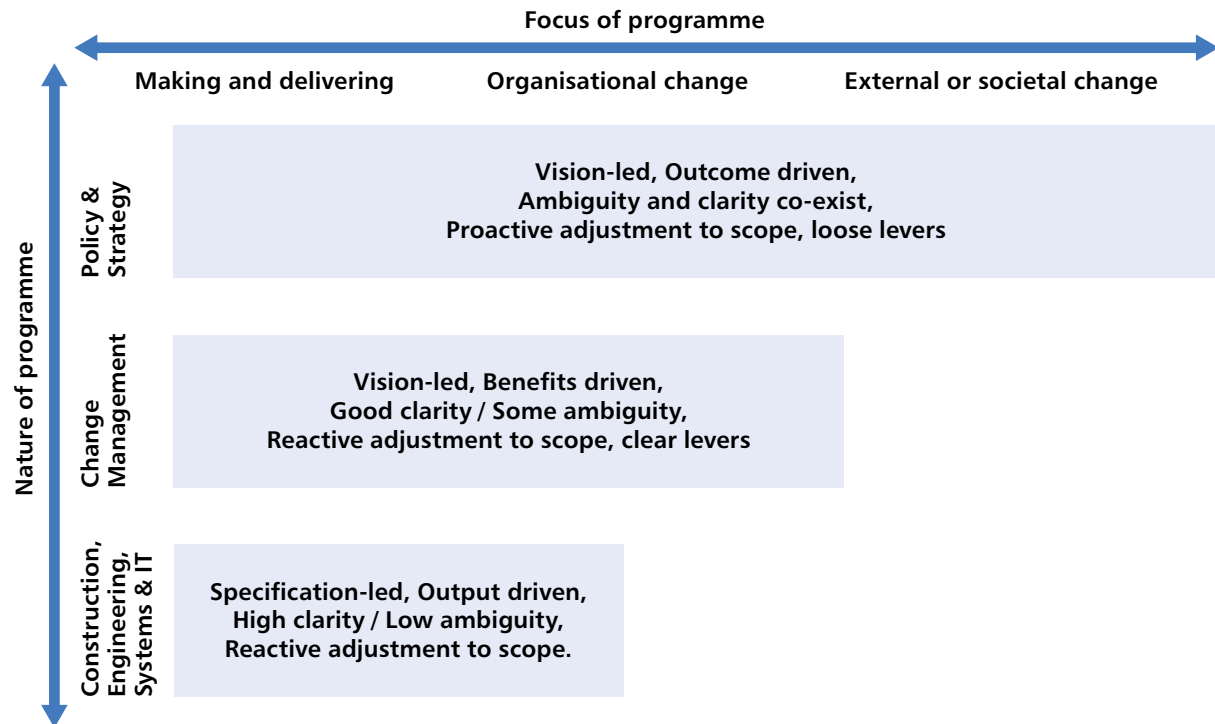 Focus of programme
Making and delivering
Organisational change
External or societal change
Nature of programme
Policy &
Strategy
Vision-led, Outcome driven,
Ambiguity and clarity co-exist,
Proactive adjustment to scope, loose levers
Change
Management
Vision-led, Benefits driven,
Good clarity / Some ambiguity,
Reactive adjustment to scope, clear levers
Construction,
Engineering,
Systems & IT
Specification-led, Output driven,
High clarity / Low ambiguity,
Reactive adjustment to scope.